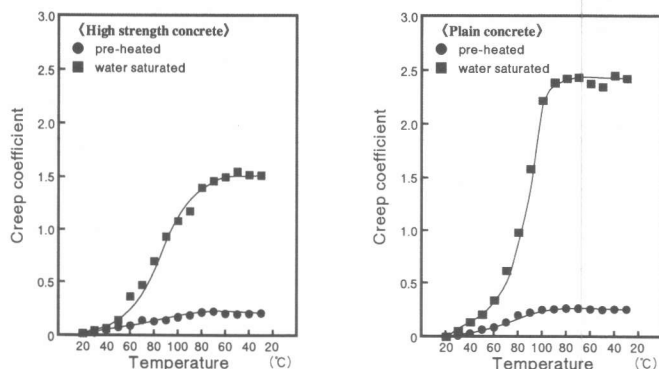 〈High strength concrete〉
pre-heated
water saturated
Creep coefficient
3.0
2.5
2.0
1.5
1.0
0.5
0
20 40 60 80 100 80 60 40 20
Temperature (℃)
〈Plain concrete〉
pre-heated
water saturated
Creep coefficient
3.0
2.5
2.0
1.5
1.0
0.5
0
20 40 60 80 100 80 60 40 20
Temperature (℃)